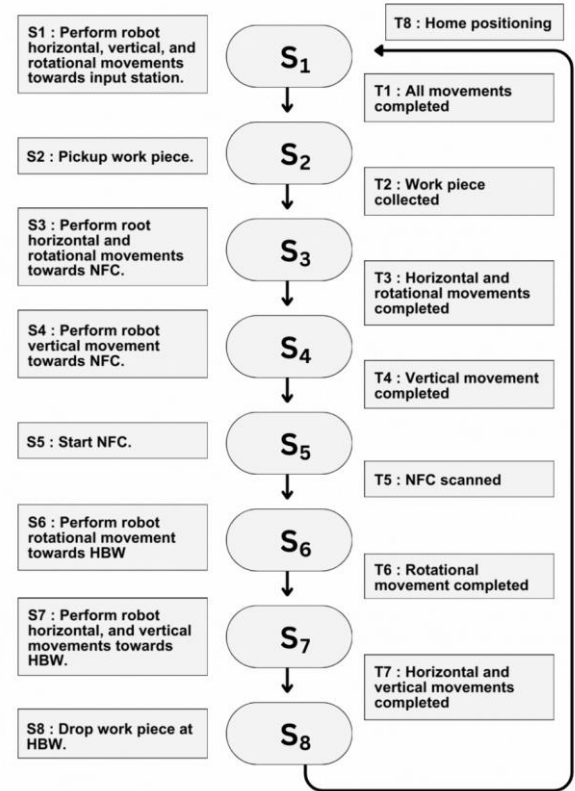 S1 : Perform robot
horizontal, vertical, and
rotational movements
towards input station.
S1
T8 : Home positioning
T1 : All movements
completed
S2 : Pickup work piece.
S2
T2 : Work piece
collected
S3 : Perform root
horizontal and
rotational movements
towards NFC.
S3
T3 : Horizontal and
rotational movements
completed
S4 : Perform robot
vertical movement
towards NFC.
S4
T4 : Vertical movement
completed
S5 : Start NFC.
S5
T5 : NFC scanned
S6 : Perform robot
rotational movement
towards HBW
S6
T6 : Rotational
movement completed
S7 : Perform robot
horizontal, and vertical
movements towards
HBW.
S7
T7 : Horizontal and
vertical movements
completed
S8 : Drop work piece at
HBW.
S8